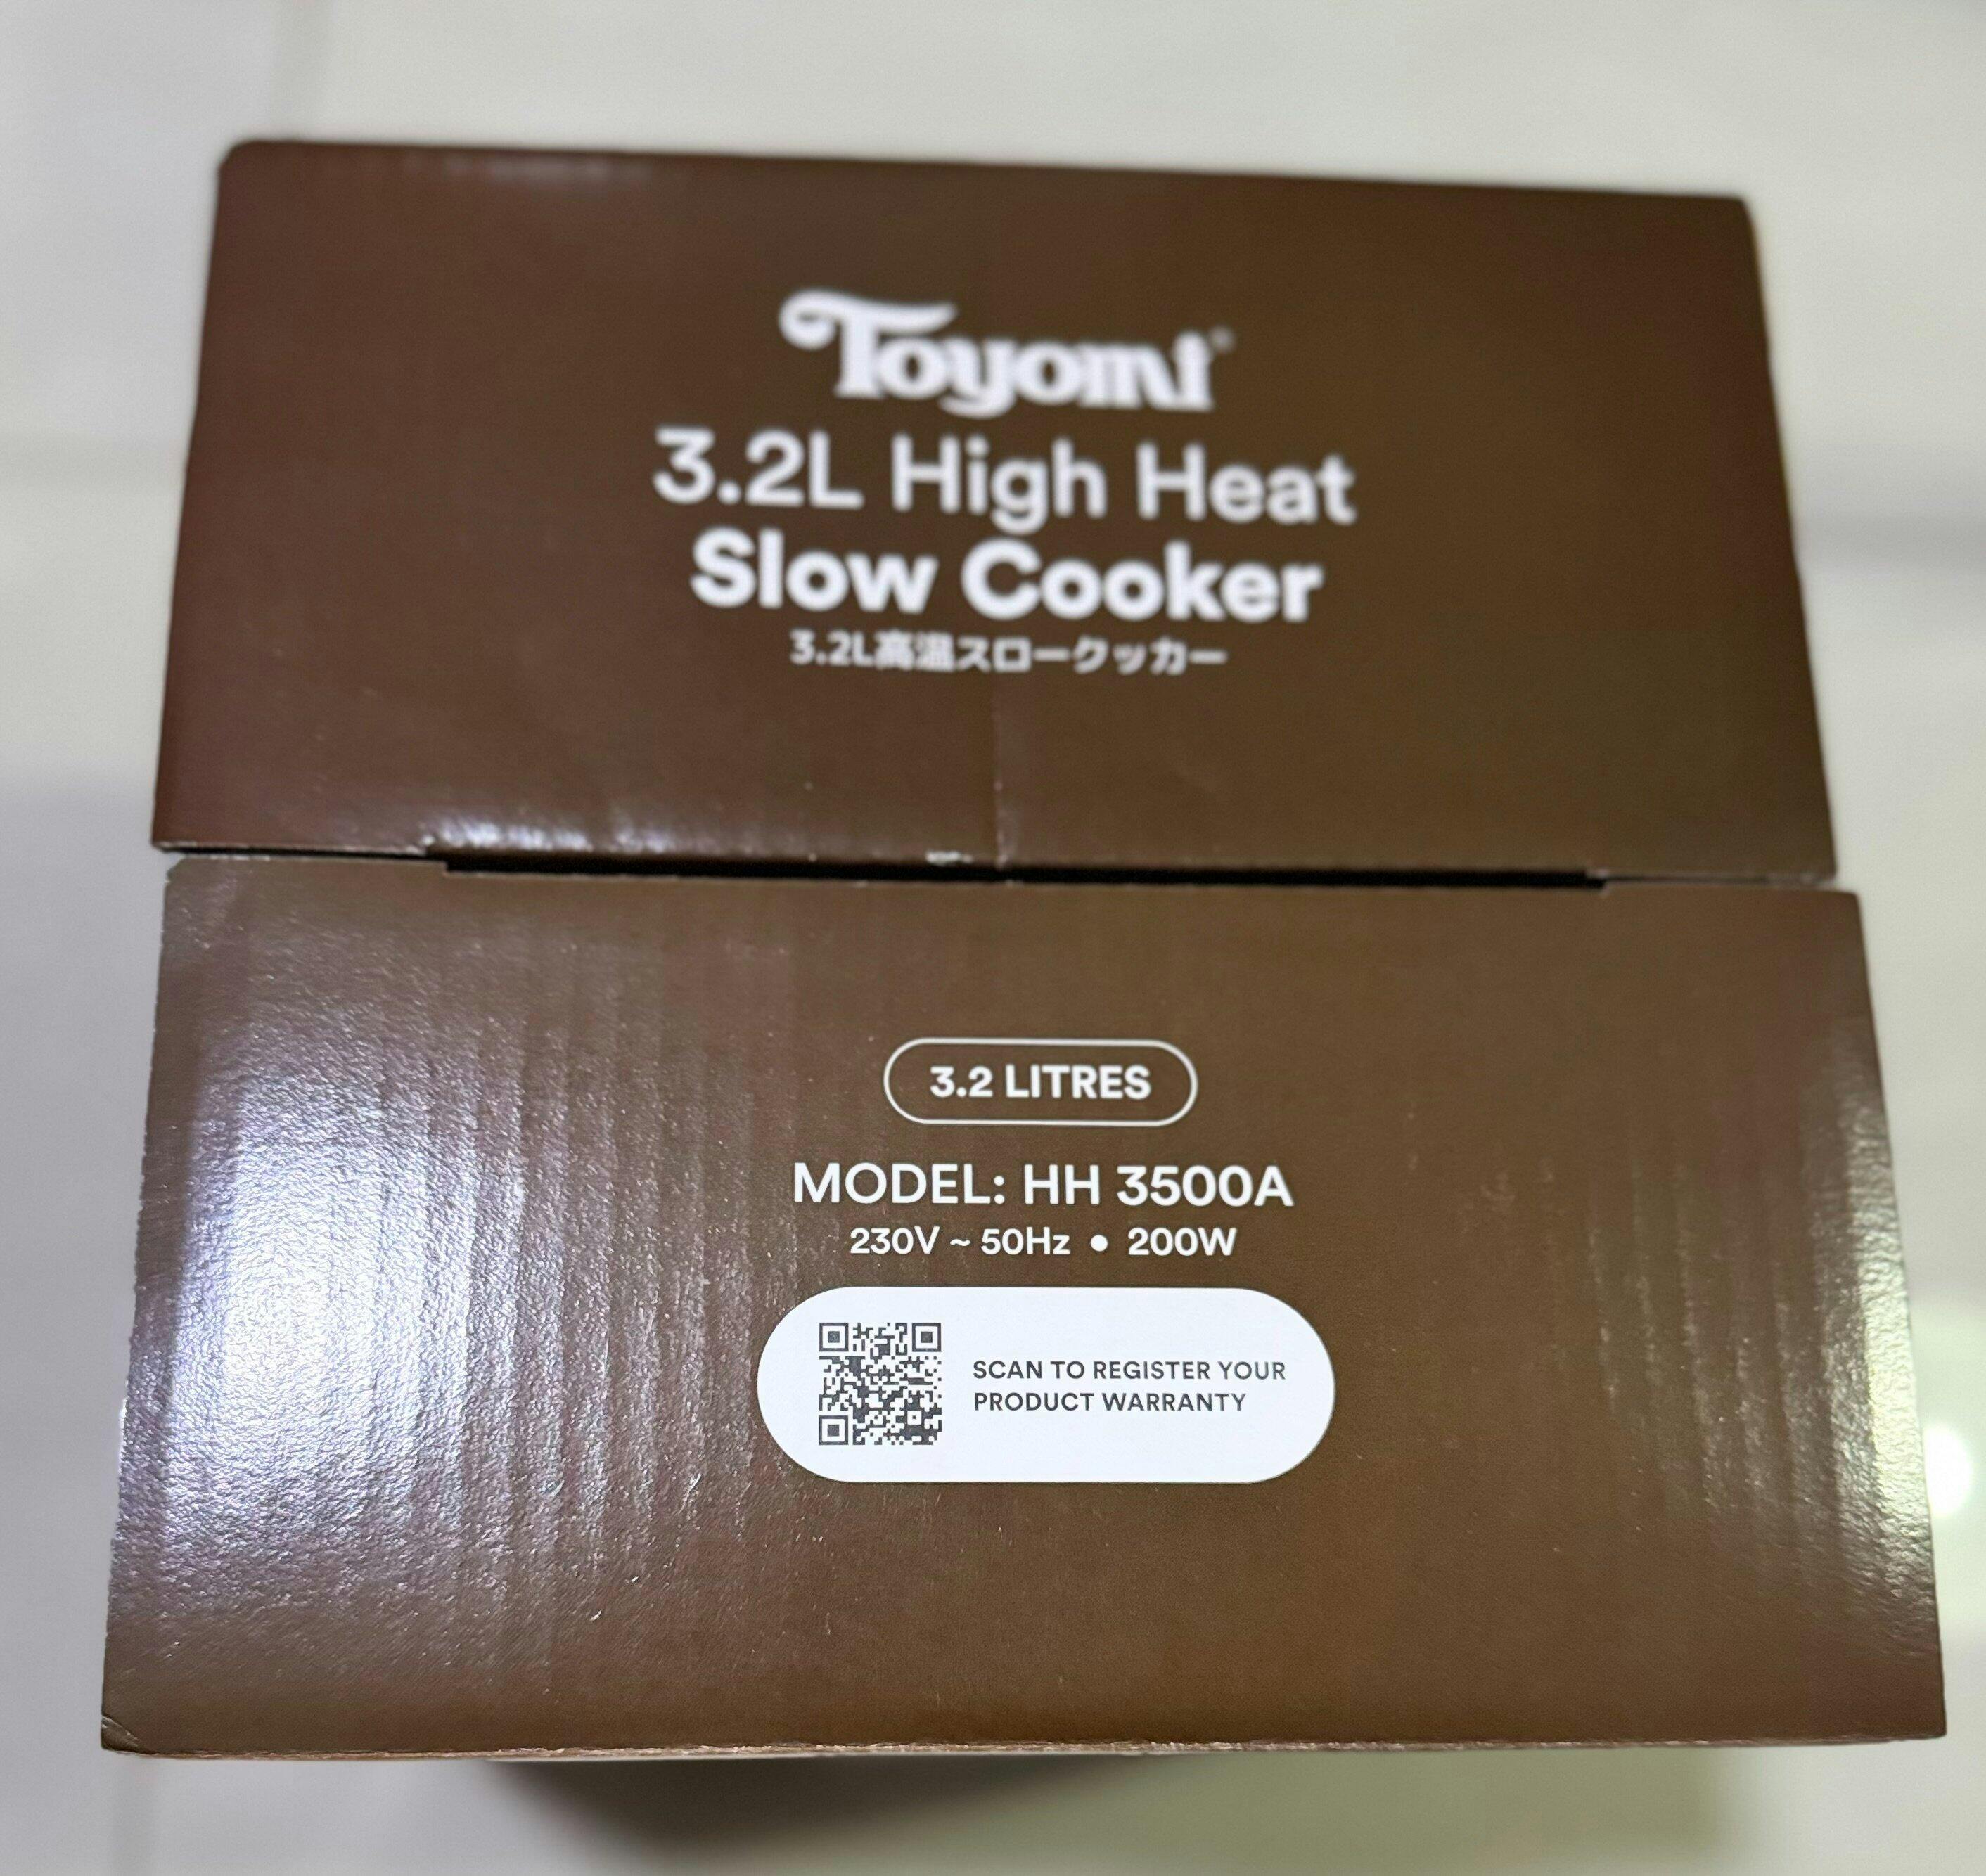 Toyomi®
3.2L High Heat
Slow Cooker
3.2L高温スロークッカー
3.2 LITRES
MODEL: HH 3500A
230V ~ 50Hz • 200W
SCAN TO REGISTER YOUR
PRODUCT WARRANTY